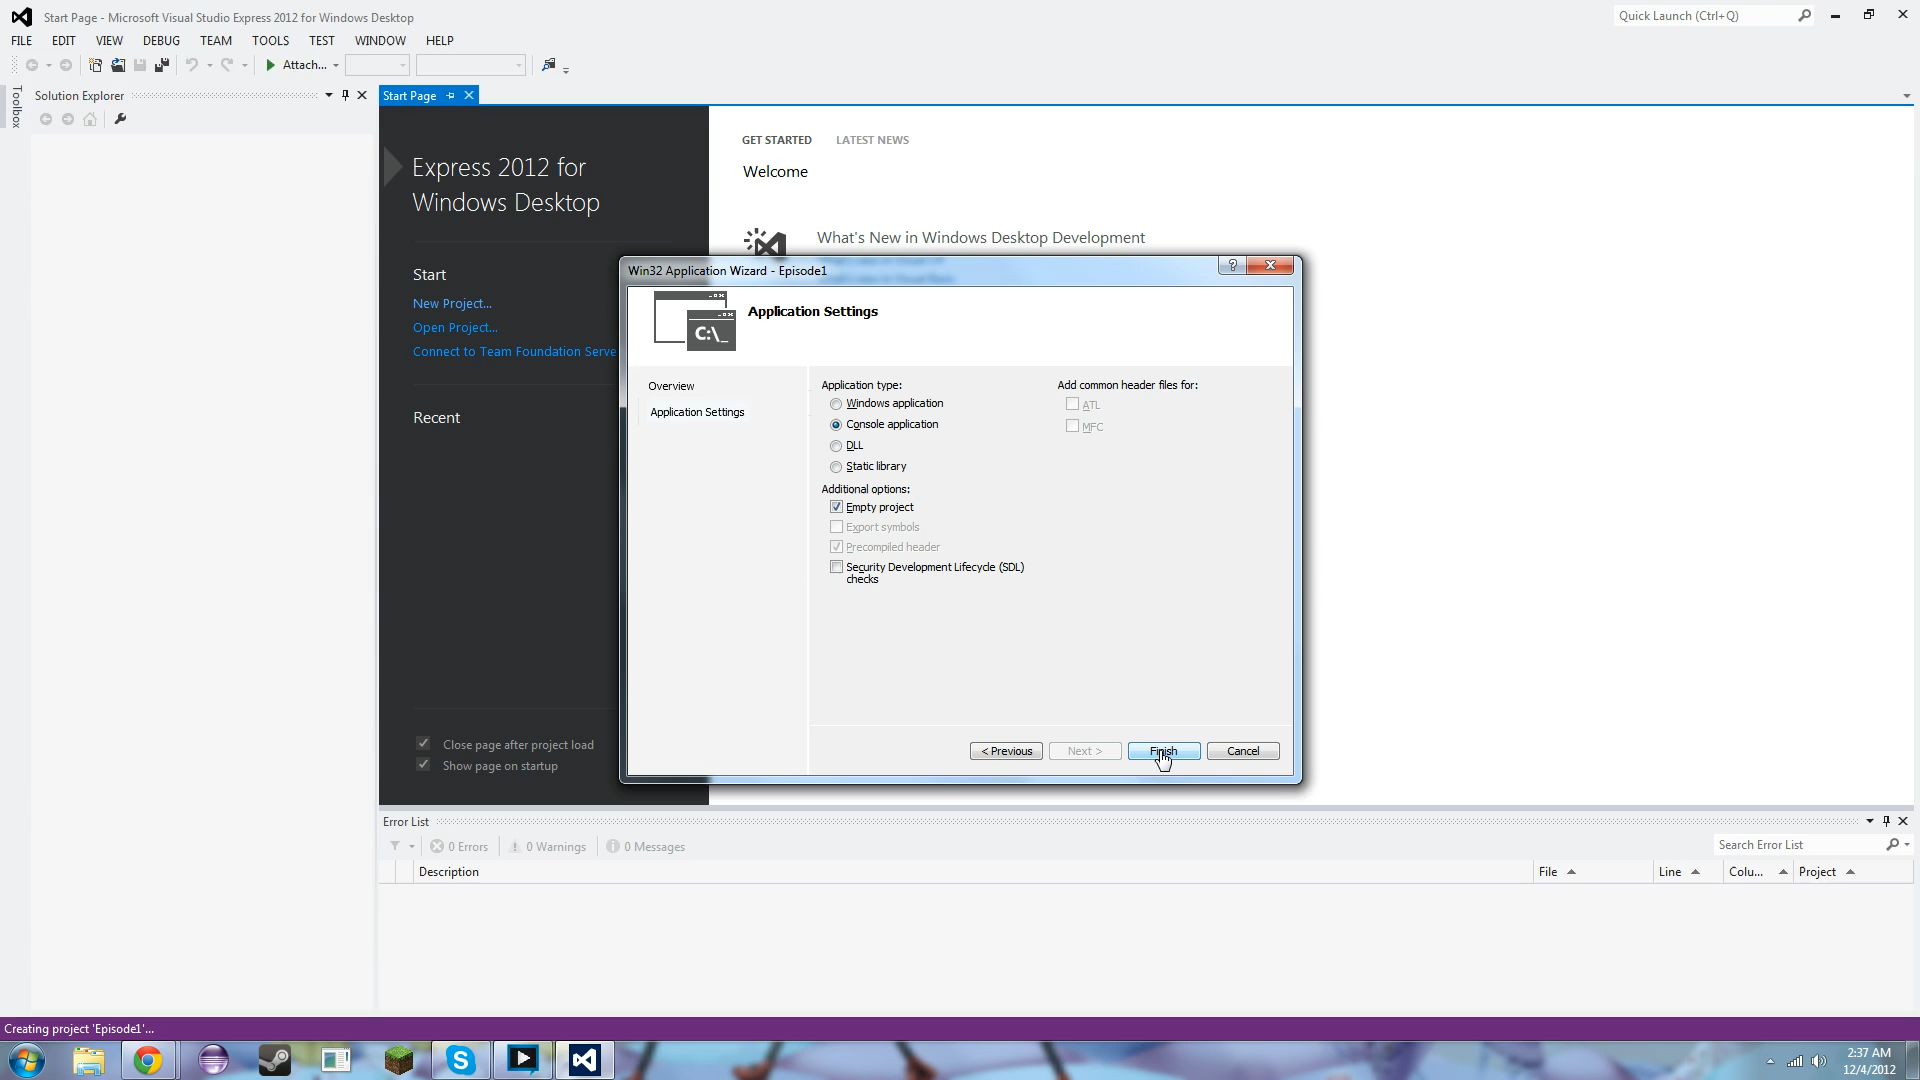 Start Page - Microsoft Visual Studio Express 2012 for Windows Desktop
Quick Launch (Ctrl+Q)
FILE EDIT VIEW DEBUG TEAM TOOLS TEST WINDOW HELP
Attach...
Toolbox
Solution Explorer
Start Page
Express 2012 for
Windows Desktop
GET STARTED LATEST NEWS
Welcome
What's New in Windows Desktop Development
Start
New Project...
Open Project...
Connect to Team Foundation Serve
Recent
Close page after project load
Show page on startup
Win32 Application Wizard - Episode1
C:\_
Application Settings
Overview
Application Settings
Application type:
Windows application
Console application
DLL
Static library
Additional options:
Empty project
Export symbols
Precompiled header
Security Development Lifecycle (SDL)
checks
Add common header files for:
ATL
MFC
< Previous
Next >
Finish
Cancel
Error List
0 Errors
0 Warnings
0 Messages
Search Error List
Description
File
Line
Colu...
Project
Creating project 'Episode1'...
2:37 AM
12/4/2012